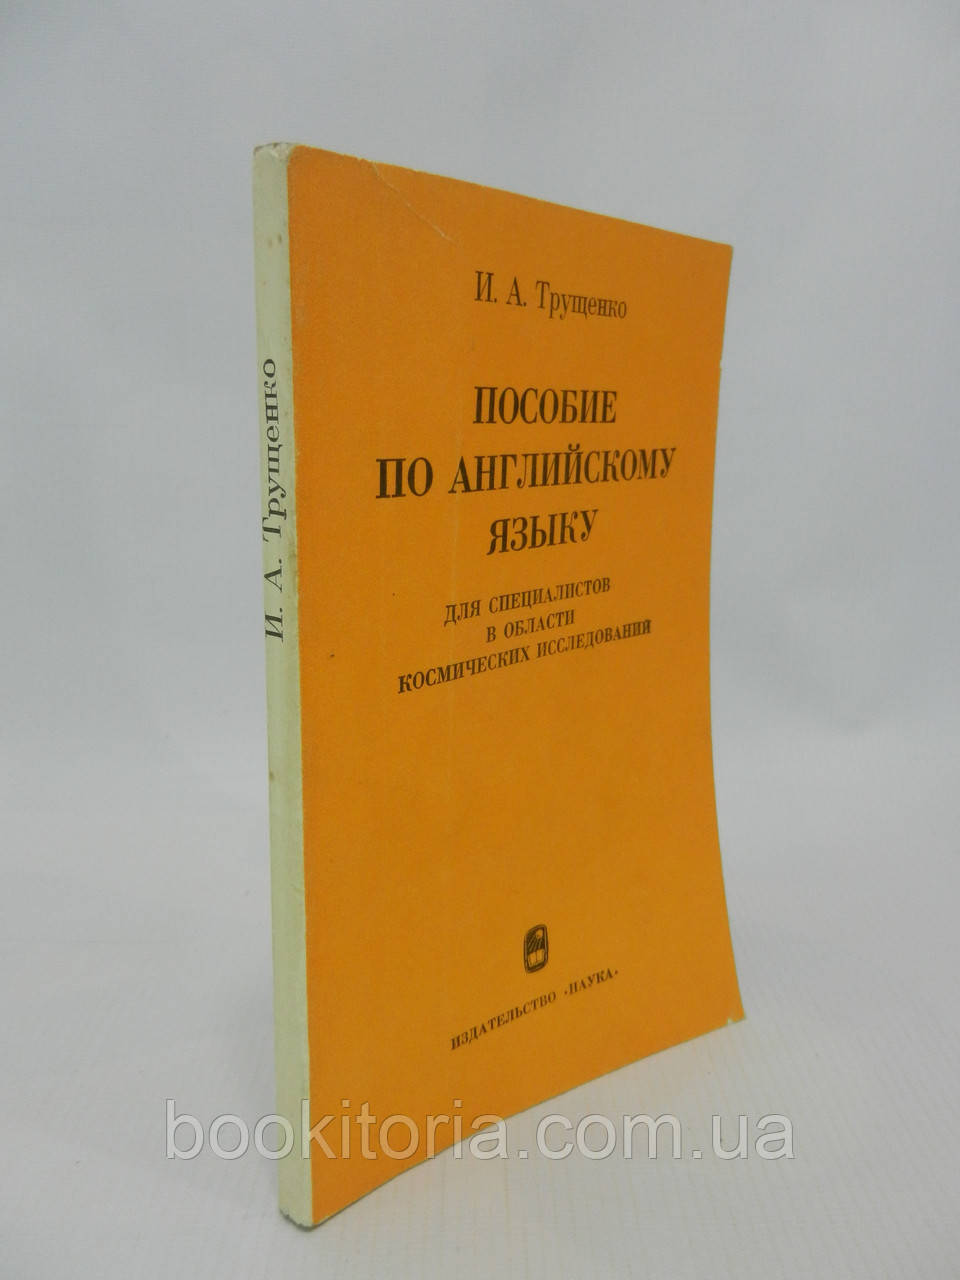 И. А. Трущенко
И. А. Трущенко
ПОСОБИЕ
ПО АНГЛИЙСКОМУ
ЯЗЫКУ
ДЛЯ СПЕЦИАЛИСТОВ
В ОБЛАСТИ
КОСМИЧЕСКИХ ИССЛЕДОВАНИЙ
ИЗДАТЕЛЬСТВО «НАУКА»
bookitoria.com.ua